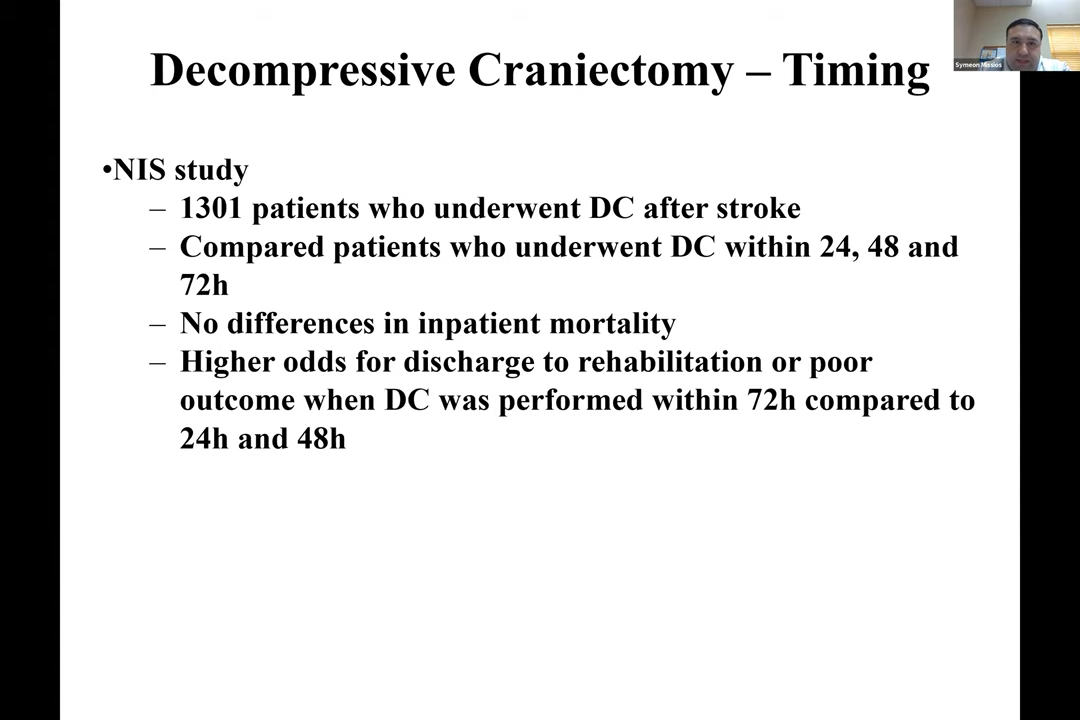 Decompressive Craniectomy – Timing
Symeon Missios
•NIS study
– 1301 patients who underwent DC after stroke
– Compared patients who underwent DC within 24, 48 and
72h
– No differences in inpatient mortality
– Higher odds for discharge to rehabilitation or poor
outcome when DC was performed within 72h compared to
24h and 48h